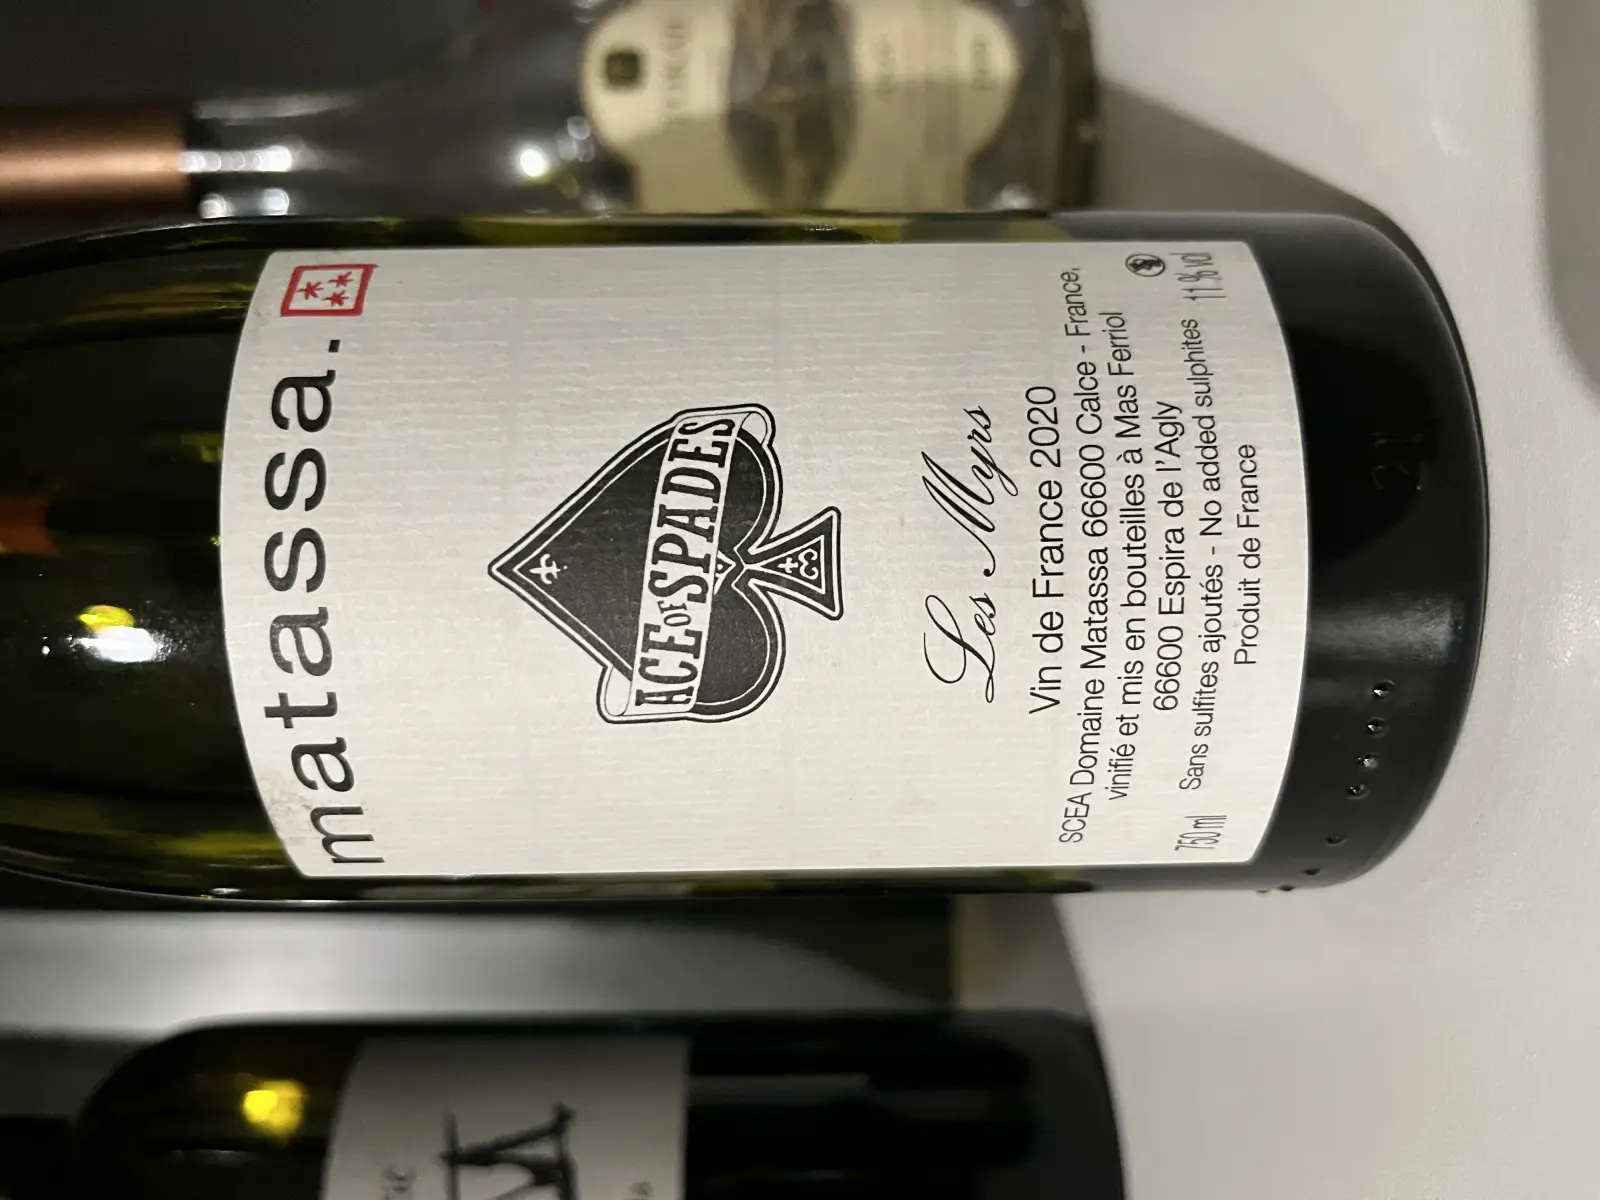 matassa.
ACE OF SPADES
Les Myrs
Vin de France 2020
SCEA Domaine Matassa 66600 Calce - France,
vinifié et mis en bouteilles à Mas Ferriol
66600 Espira de l'Agly
750 ml Sans sulfites ajoutés - No added sulphites 11 % vol
Produit de France
21